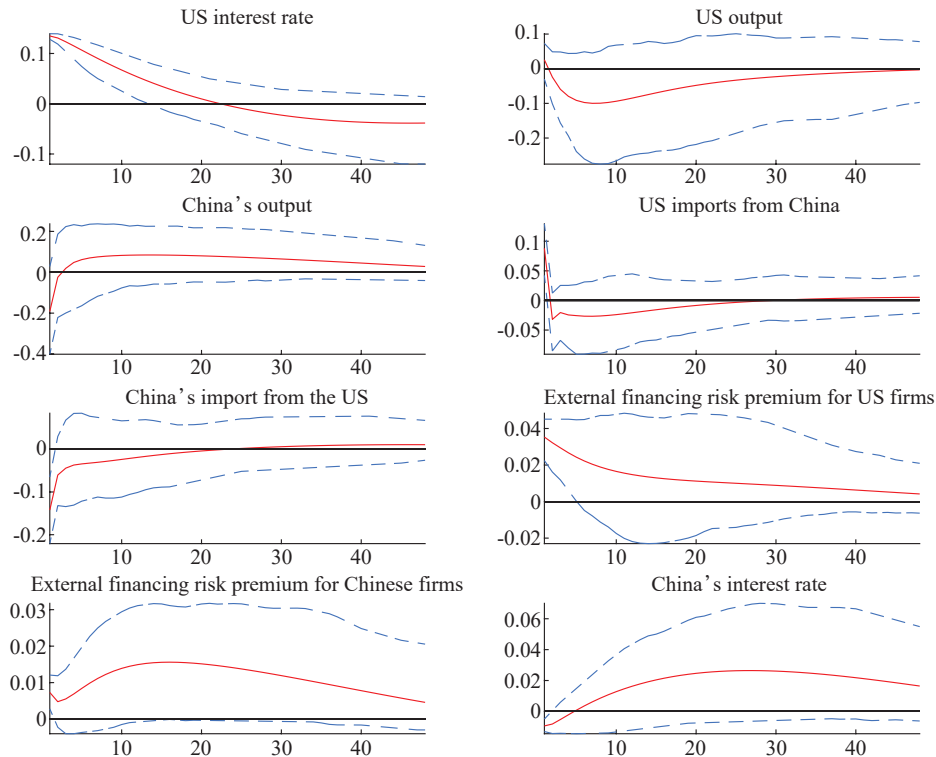 US interest rate
0.1
0
-0.1
10 20 30 40
US output
0.1
0
-0.1
-0.2
10 20 30 40
China’s output
0.2
0
-0.2
-0.4
10 20 30 40
US imports from China
0.1
0.05
0
-0.05
10 20 30 40
China’s import from the US
0
-0.1
-0.2
10 20 30 40
External financing risk premium for US firms
0.04
0.02
0
-0.02
10 20 30 40
External financing risk premium for Chinese firms
0.03
0.02
0.01
0
10 20 30 40
China’s interest rate
0.06
0.04
0.02
0
10 20 30 40